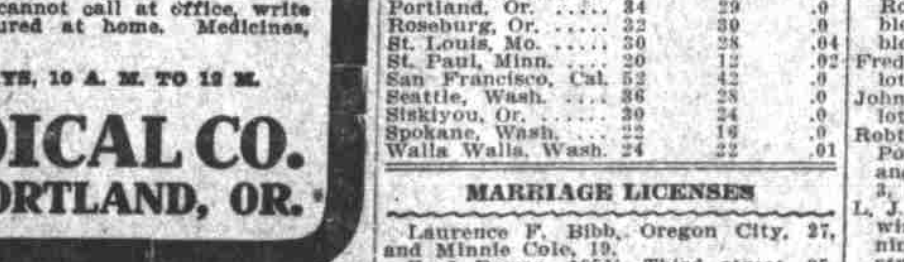 cannot call at office, write
ured at home. Medicines,
YS, 10 A. M. TO 12 M.
DICAL CO.
ORTLAND, OR.
Portland, Or. ..... 34 29 .0
Roseburg, Or. ..... 32 30 .0
St. Louis, Mo. ..... 30 28 .04
St. Paul, Minn. .... 20 12 .02
San Francisco, Cal. 52 42 .0
Seattle, Wash. .... 36 28 .0
Siskiyou, Or. ...... 30 24 .0
Spokane, Wash. ... 22 16 .0
Walla Walla, Wash. 24 22 .01
MARRIAGE LICENSES
Laurence F. Bibb, Oregon City, 27,
and Minnie Cole, 19.
Ro
ble
blo
Fred
lot
John
lot
Robt
Po
and
3,
L. J.
wi
nin